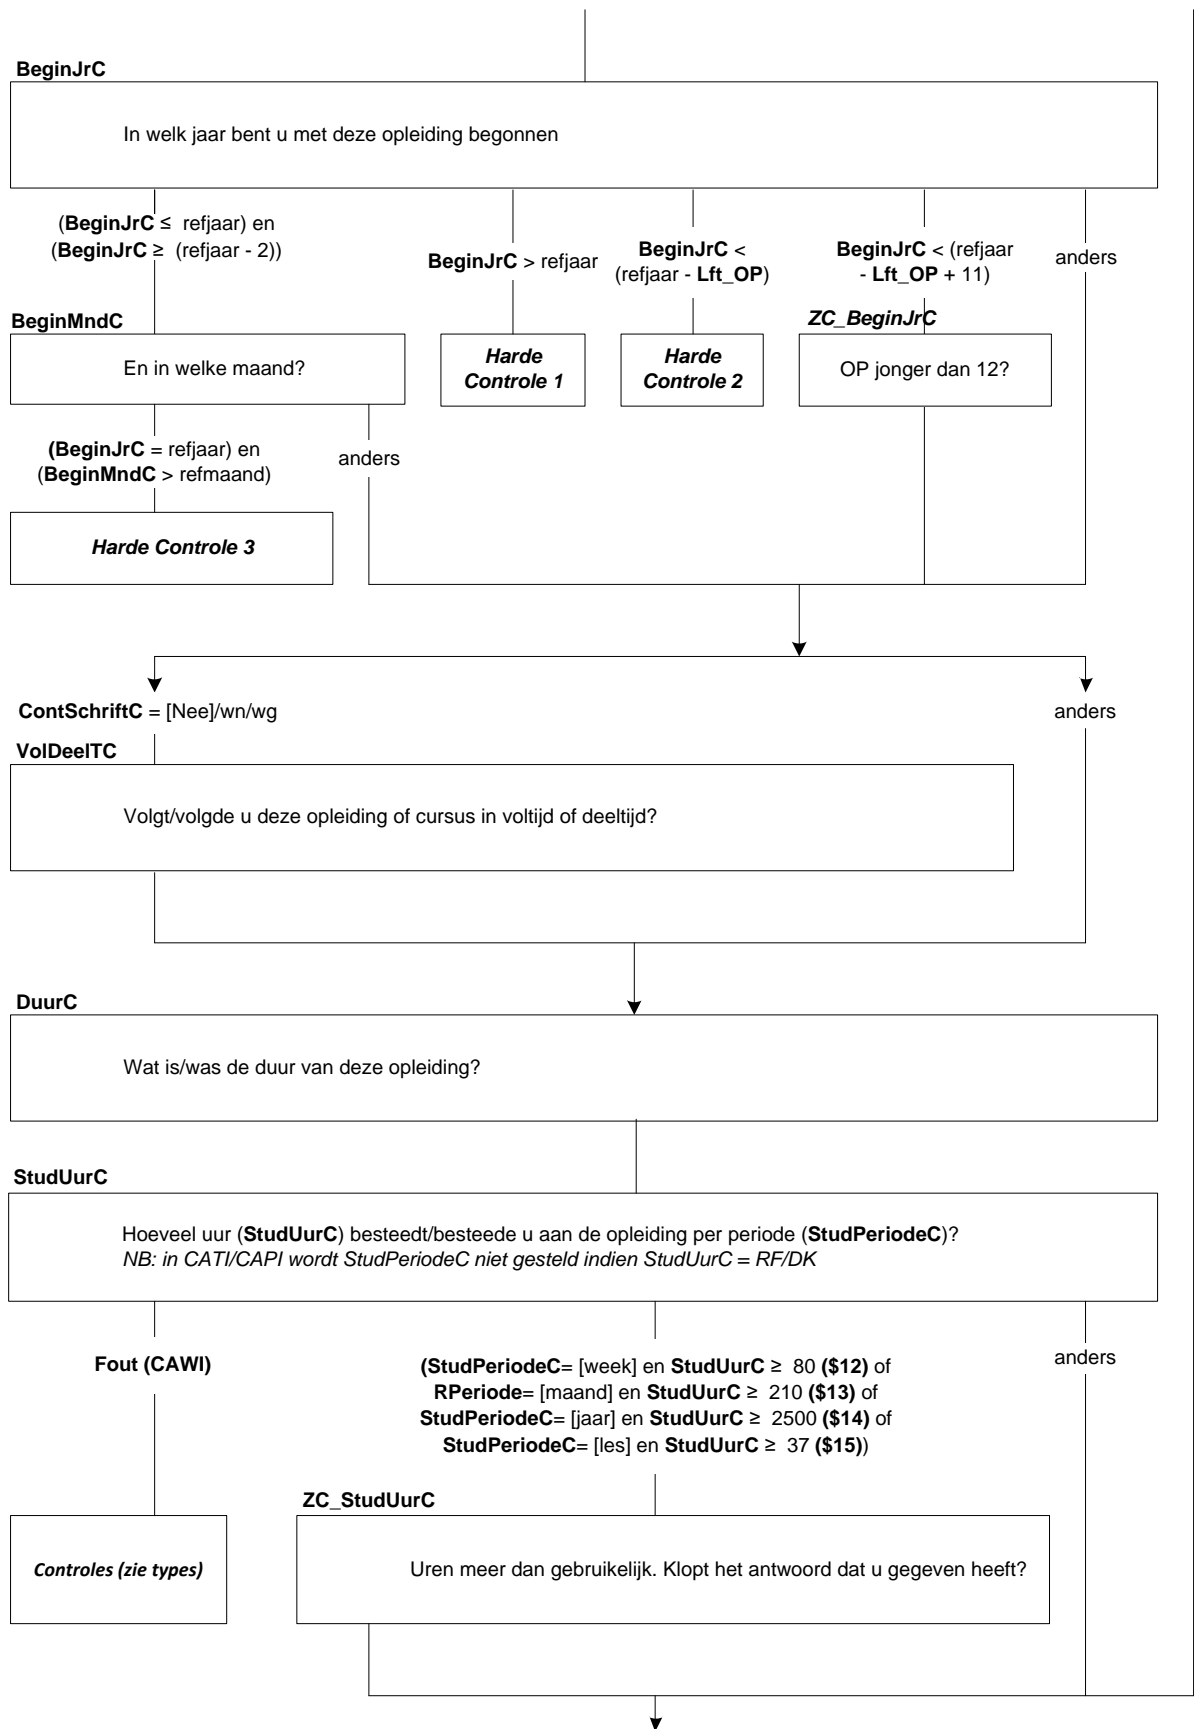 BeginJrC
In welk jaar bent u met deze opleiding begonnen
(BeginJrC ≤ refjaar) en
(BeginJrC ≥ (refjaar - 2))
BeginJrC > refjaar
BeginJrC <
(refjaar - Lft_OP)
BeginJrC < (refjaar
- Lft_OP + 11)
anders
BeginMndC
En in welke maand?
Harde
Controle 1
Harde
Controle 2
ZC_BeginJrC
OP jonger dan 12?
(BeginJrC = refjaar) en
(BeginMndC > refmaand)
anders
Harde Controle 3
ContSchriftC = [Nee]/wn/wg
anders
VolDeelTC
Volgt/volgde u deze opleiding of cursus in voltijd of deeltijd?
DuurC
Wat is/was de duur van deze opleiding?
StudUurC
Hoeveel uur (StudUurC) besteedt/besteede u aan de opleiding per periode (StudPeriodeC)?
NB: in CATI/CAPI wordt StudPeriodeC niet gesteld indien StudUurC = RF/DK
Fout (CAWI)
(StudPeriodeC= [week] en StudUurC ≥ 80 ($12) of
RPeriode= [maand] en StudUurC ≥ 210 ($13) of
StudPeriodeC= [jaar] en StudUurC ≥ 2500 ($14) of
StudPeriodeC= [les] en StudUurC ≥ 37 ($15))
anders
Controles (zie types)
ZC_StudUurC
Uren meer dan gebruikelijk. Klopt het antwoord dat u gegeven heeft?